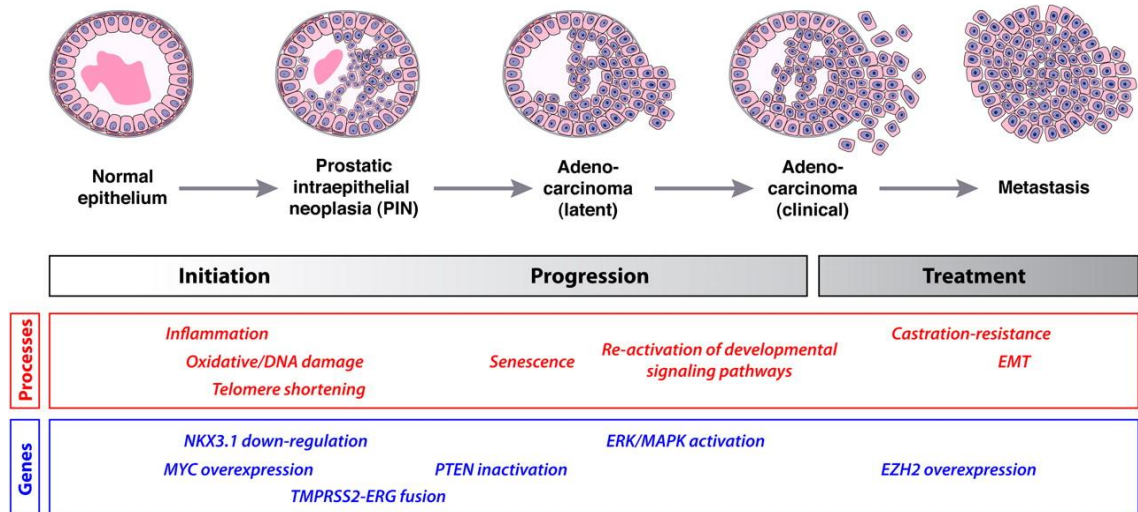 Normal
epithelium
Prostatic
intraepithelial
neoplasia (PIN)
Adeno-
carcinoma
(latent)
Adeno-
carcinoma
(clinical)
Metastasis
Initiation
Progression
Treatment
Processes
Inflammation
Oxidative/DNA damage
Telomere shortening
Senescence
Re-activation of developmental
signaling pathways
Castration-resistance
EMT
Genes
NKX3.1 down-regulation
MYC overexpression
TMPRSS2-ERG fusion
PTEN inactivation
ERK/MAPK activation
EZH2 overexpression